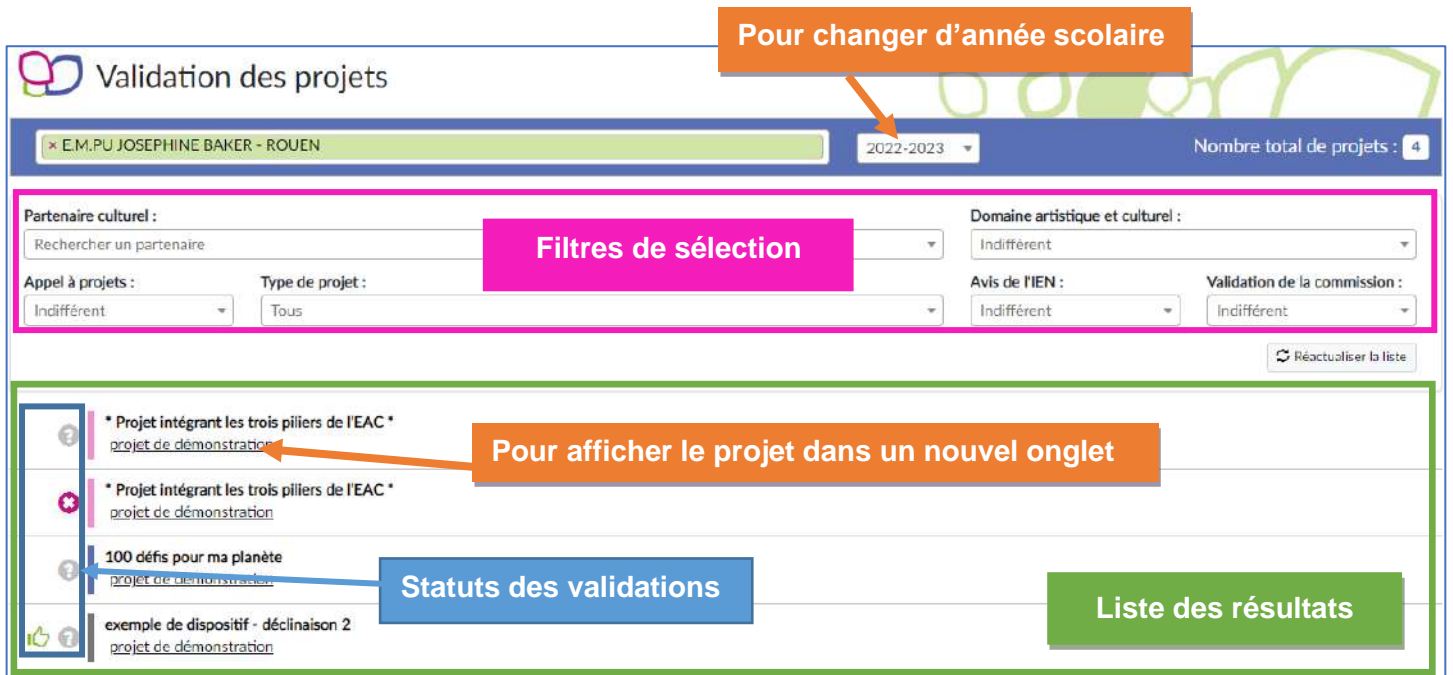 Pour changer d'année scolaire
Validation des projets
× E.M.PU JOSEPHINE BAKER - ROUEN
2022-2023
Nombre total de projets : 4
Partenaire culturel :
Domaine artistique et culturel :
Rechercher un partenaire
Filtres de sélection
Indifférent
Appel à projets :
Type de projet :
Avis de l'IEN :
Validation de la commission :
Indifférent
Tous
Indifférent
Indifférent
Réactualiser la liste
* Projet intégrant les trois piliers de l'EAC *
projet de démonstration
Pour afficher le projet dans un nouvel onglet
* Projet intégrant les trois piliers de l'EAC *
projet de démonstration
100 défis pour ma planète
projet de démonstration
Statuts des validations
Liste des résultats
exemple de dispositif - déclinaison 2
projet de démonstration